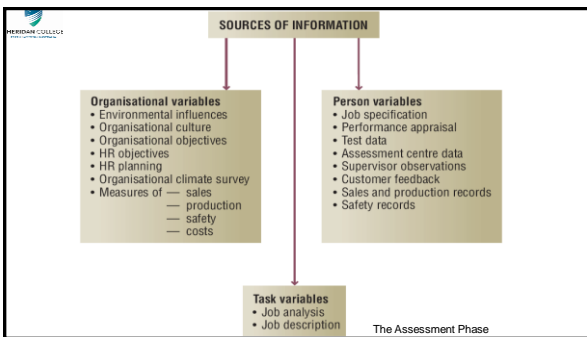 HERIDAN COLLEGE
SOURCES OF INFORMATION
Organisational variables
• Environmental influences
• Organisational culture
• Organisational objectives
• HR objectives
• HR planning
• Organisational climate survey
• Measures of — sales
— production
— safety
— costs
Person variables
• Job specification
• Performance appraisal
• Test data
• Assessment centre data
• Supervisor observations
• Customer feedback
• Sales and production records
• Safety records
Task variables
• Job analysis
• Job description
The Assessment Phase